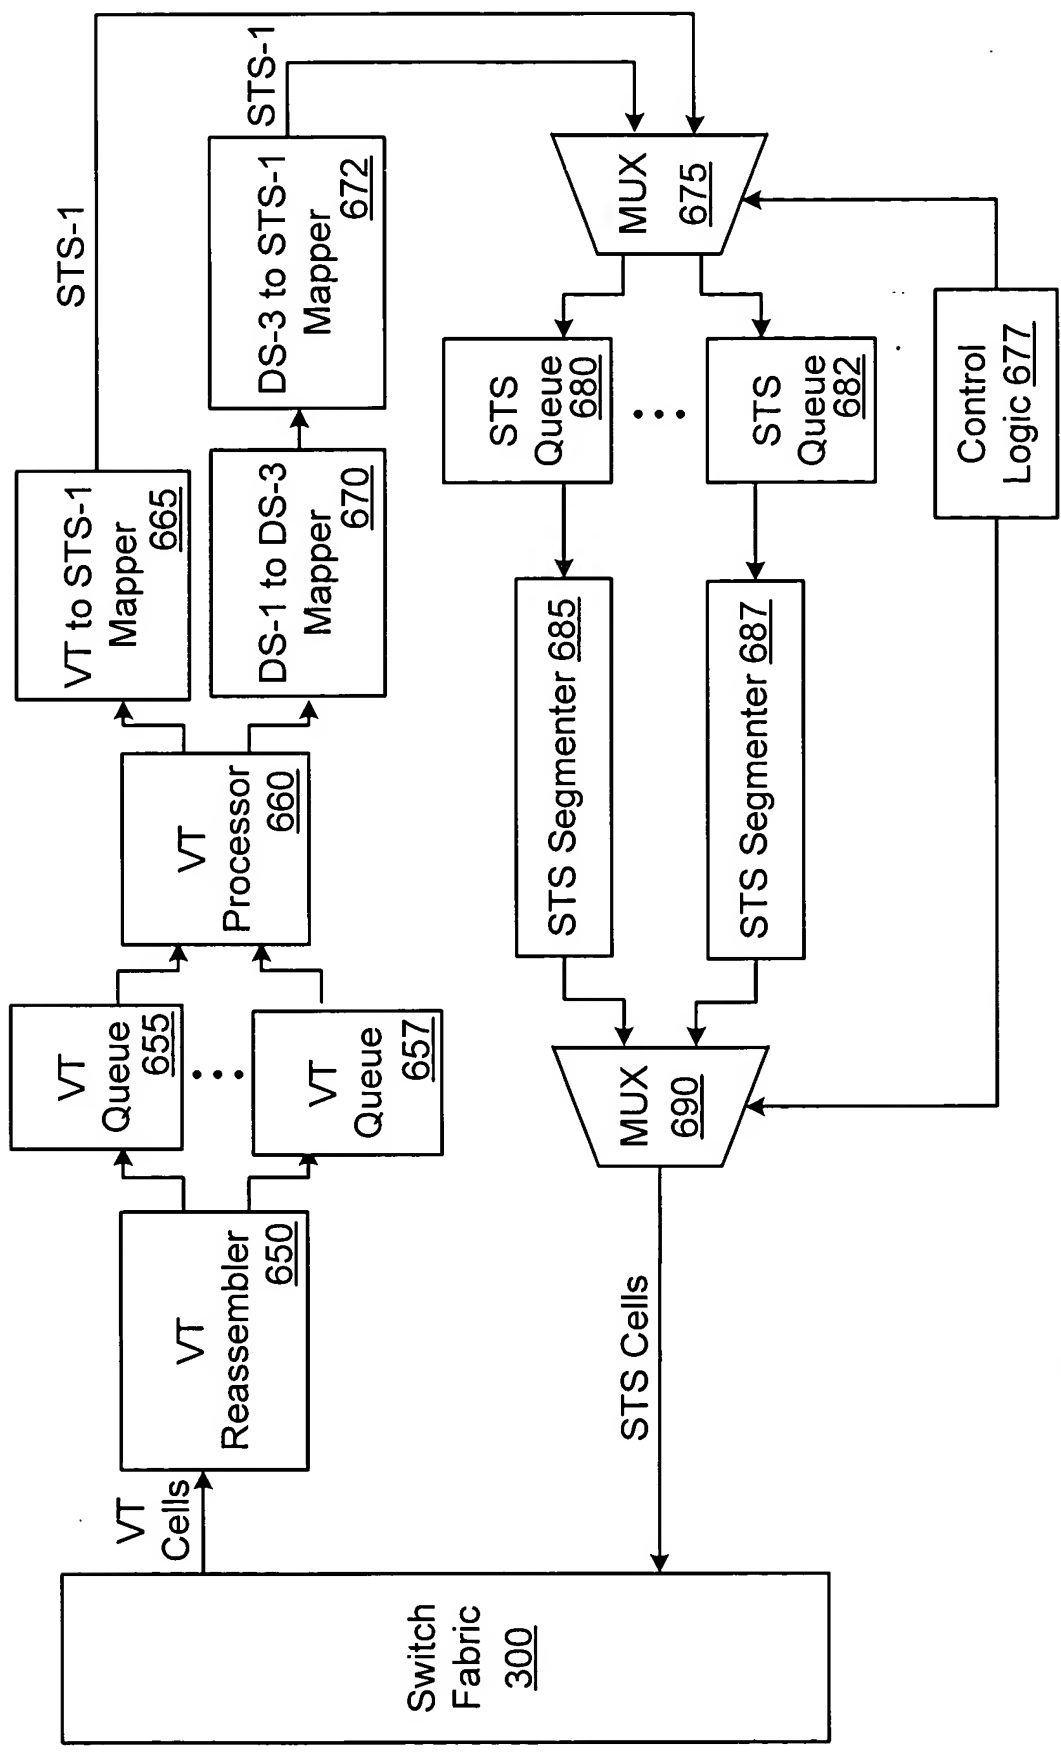 Switch
Fabric
300
VT
Cells
VT
Reassembler
650
VT
Queue
655
VT
Queue
657
VT
Processor
660
VT to STS-1
Mapper
665
DS-1 to DS-3
Mapper
670
DS-3 to STS-1
Mapper
672
STS-1
STS-1
STS Cells
MUX
690
STS Segmenter 685
STS Segmenter 687
STS
Queue
680
STS
Queue
682
MUX
675
Control
Logic 677